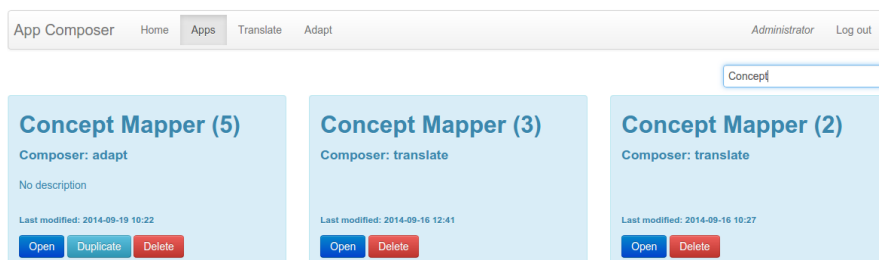 App Composer Home Apps Translate Adapt Administrator Log out
Concept
Concept Mapper (5) Concept Mapper (3) Concept Mapper (2)
Composer: adapt Composer: translate Composer: translate
No description
Last modified: 2014-09-19 10:22 Last modified: 2014-09-16 12:41 Last modified: 2014-09-16 10:27
Open Duplicate Delete Open Delete Open Delete